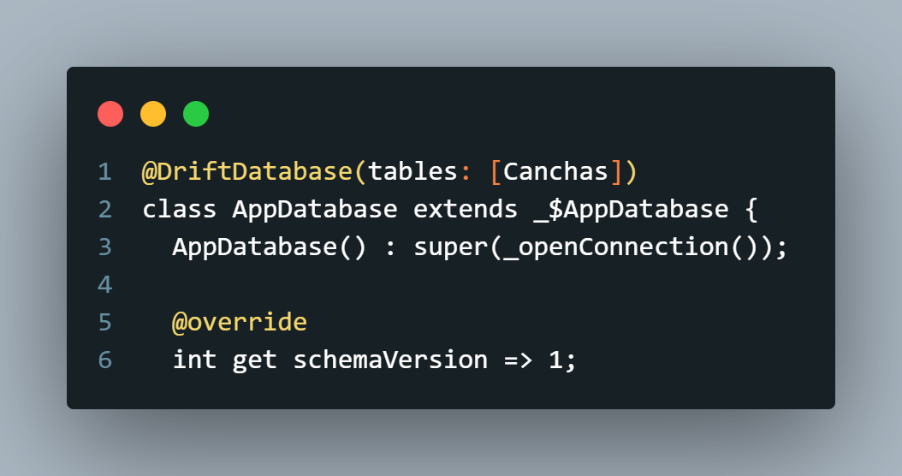 1 @DriftDatabase(tables: [Canchas])
2 class AppDatabase extends _$AppDatabase {
3   AppDatabase() : super(_openConnection());
4
5   @override
6   int get schemaVersion => 1;